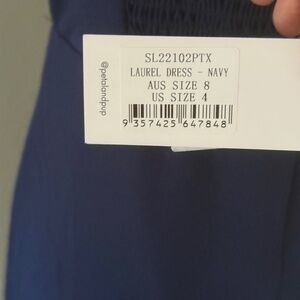 SL22102PTX
LAUREL DRESS - NAVY
AUS SIZE 8
US SIZE 4
9 357425 647848
@petalandpup